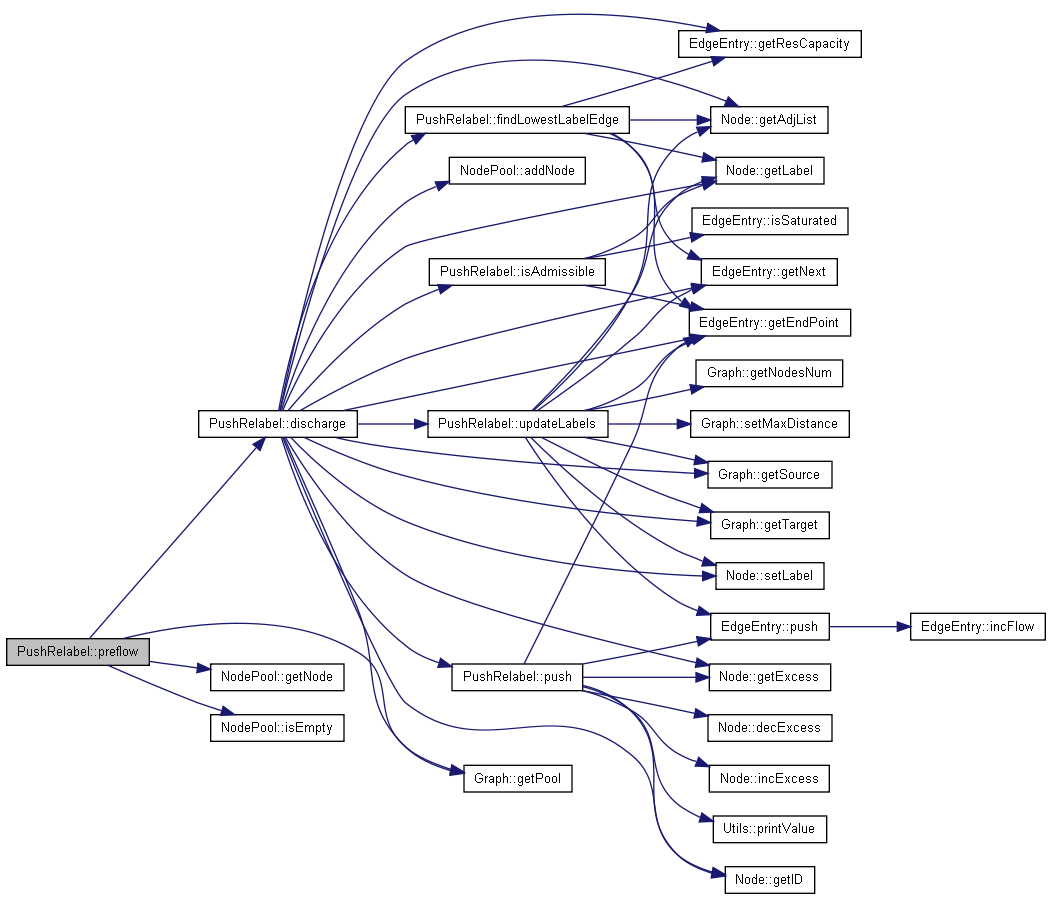 EdgeEntry::getResCapacity
PushRelabel::findLowestLabelEdge
Node::getAdjList
NodePool::addNode
Node::getLabel
EdgeEntry::isSaturated
PushRelabel::isAdmissible
EdgeEntry::getNext
EdgeEntry::getEndPoint
Graph::getNodesNum
PushRelabel::discharge
PushRelabel::updateLabels
Graph::setMaxDistance
Graph::getSource
Graph::getTarget
Node::setLabel
EdgeEntry::push
EdgeEntry::incFlow
PushRelabel::preflow
NodePool::getNode
PushRelabel::push
Node::getExcess
NodePool::isEmpty
Node::decExcess
Graph::getPool
Node::incExcess
Utils::printValue
Node::getID